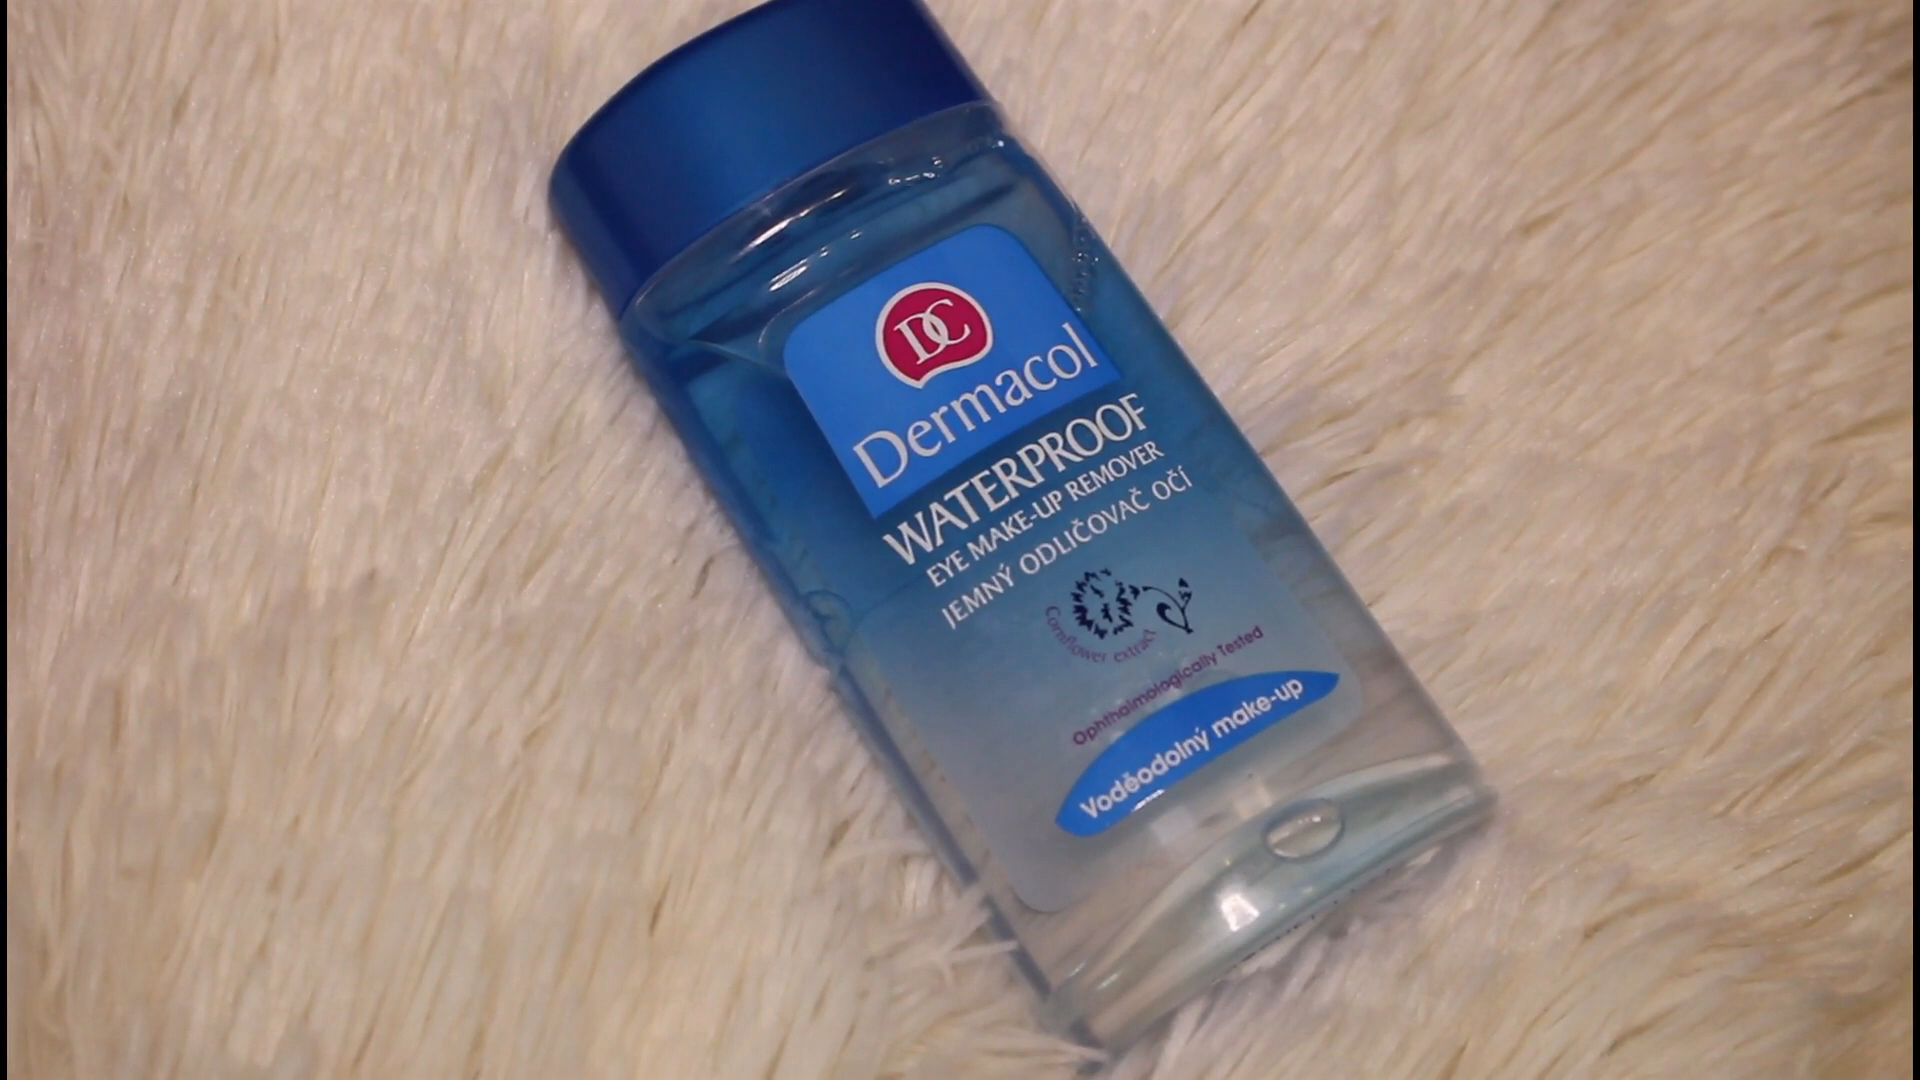 DC
Dermacol
WATERPROOF
EYE MAKE-UP REMOVER
JEMNÝ ODLIČOVAČ OČÍ
Cornflower extract
Ophthalmologically Tested
Voděodolný make-up